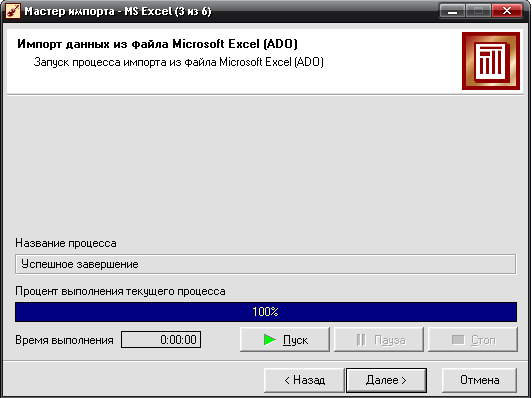 Мастер импорта - MS Excel (3 из 6)
Импорт данных из файла Microsoft Excel (ADO)
Запуск процесса импорта из файла Microsoft Excel (ADO)
Название процесса
Успешное завершение
Процент выполнения текущего процесса
100%
Время выполнения 0:00:00 Пуск Пауза Стоп
< Назад Далее > Отмена